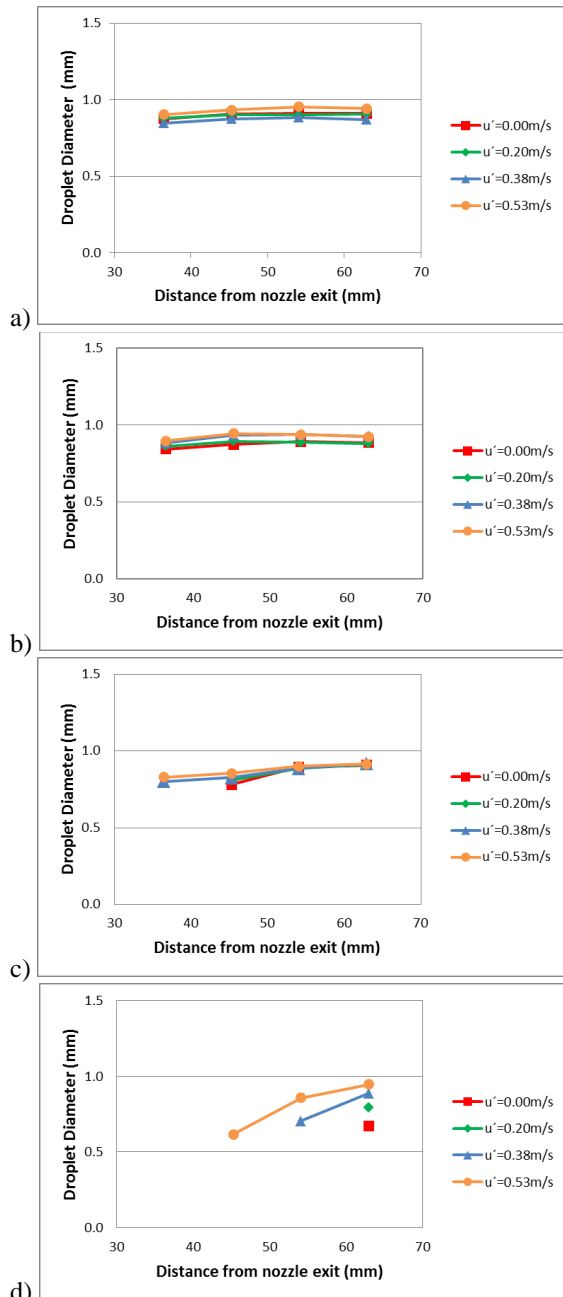 1.5
1.0
0.5
0.0
30 40 50 60 70
Droplet Diameter (mm)
Distance from nozzle exit (mm)
u´=0.00m/s
u´=0.20m/s
u´=0.38m/s
u´=0.53m/s
a)
1.5
1.0
0.5
0.0
30 40 50 60 70
Droplet Diameter (mm)
Distance from nozzle exit (mm)
u´=0.00m/s
u´=0.20m/s
u´=0.38m/s
u´=0.53m/s
b)
1.5
1.0
0.5
0.0
30 40 50 60 70
Droplet Diameter (mm)
Distance from nozzle exit (mm)
u´=0.00m/s
u´=0.20m/s
u´=0.38m/s
u´=0.53m/s
c)
1.5
1.0
0.5
0.0
30 40 50 60 70
Droplet Diameter (mm)
Distance from nozzle exit (mm)
u´=0.00m/s
u´=0.20m/s
u´=0.38m/s
u´=0.53m/s
d)